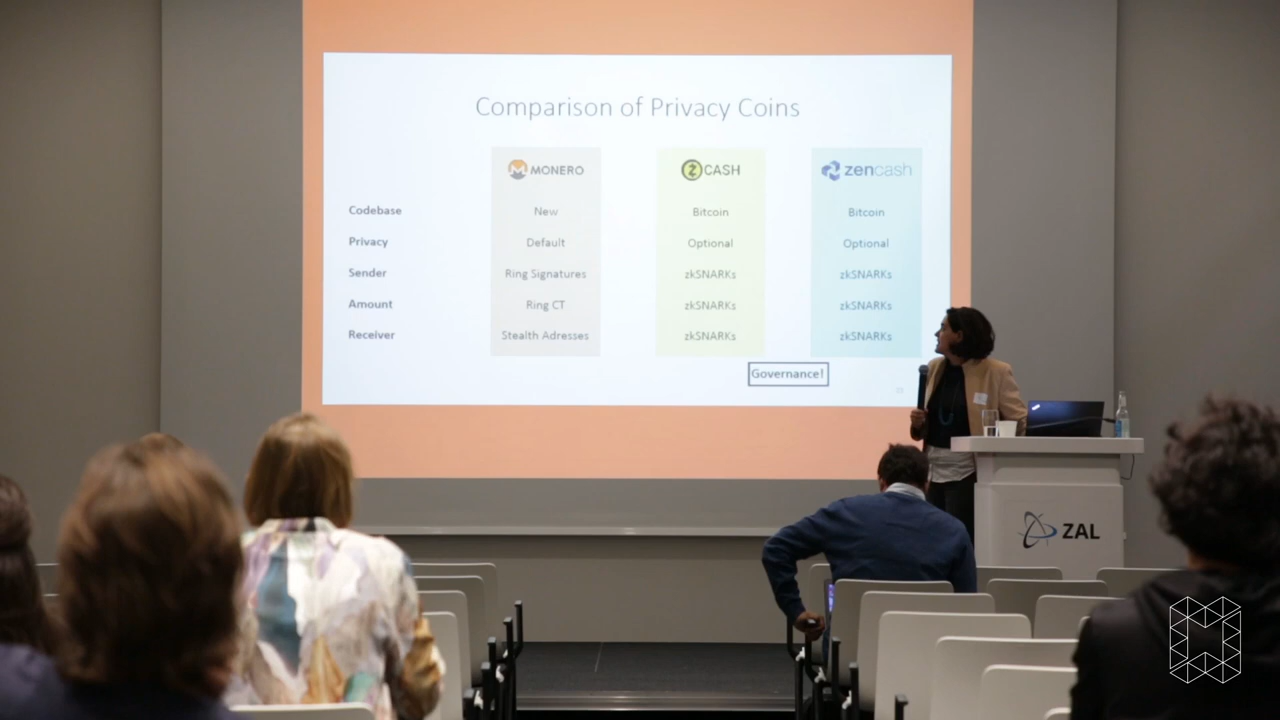 Comparison of Privacy Coins
MONERO ZCASH zencash
Codebase New Bitcoin Bitcoin
Privacy Default Optional Optional
Sender Ring Signatures zkSNARKs zkSNARKs
Amount Ring CT zkSNARKs zkSNARKs
Receiver Stealth Adresses zkSNARKs zkSNARKs
Governance!
ZAL